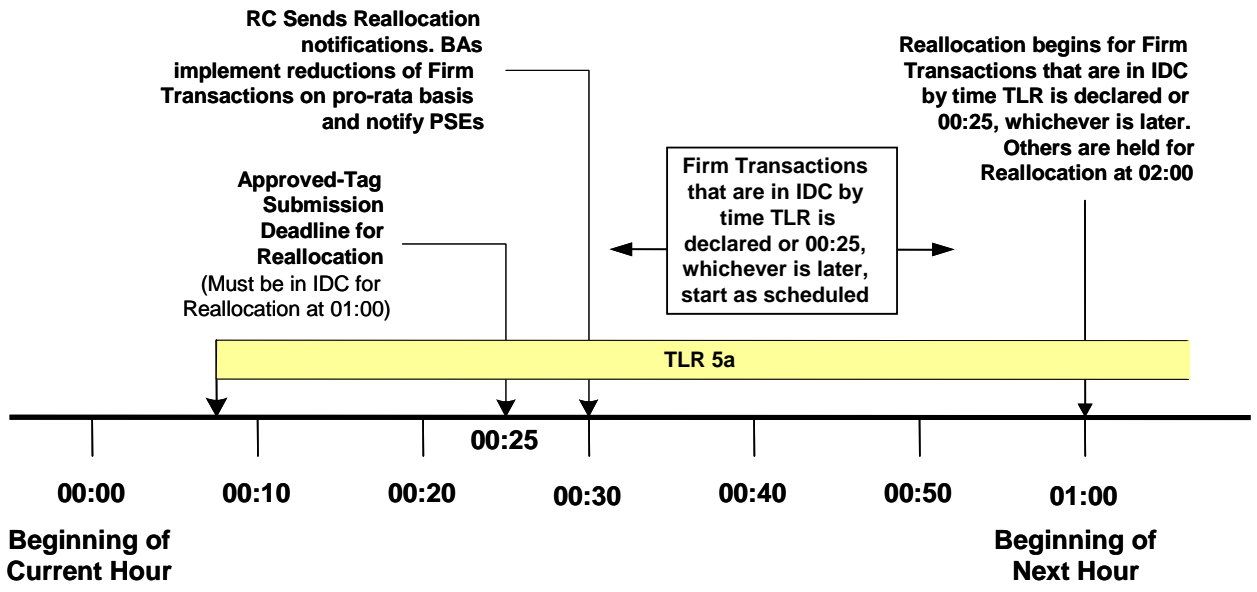 RC Sends Reallocation
notifications. BAs
implement reductions of Firm
Transactions on pro-rata basis
and notify PSEs
Reallocation begins for Firm
Transactions that are in IDC
by time TLR is declared or
00:25, whichever is later.
Others are held for
Reallocation at 02:00
Approved-Tag
Submission
Deadline for
Reallocation
(Must be in IDC for
Reallocation at 01:00)
Firm Transactions
that are in IDC by
time TLR is
declared or 00:25,
whichever is later,
start as scheduled
TLR 5a
00:25
00:00
00:10
00:20
00:30
00:40
00:50
01:00
Beginning of
Current Hour
Beginning of
Next Hour